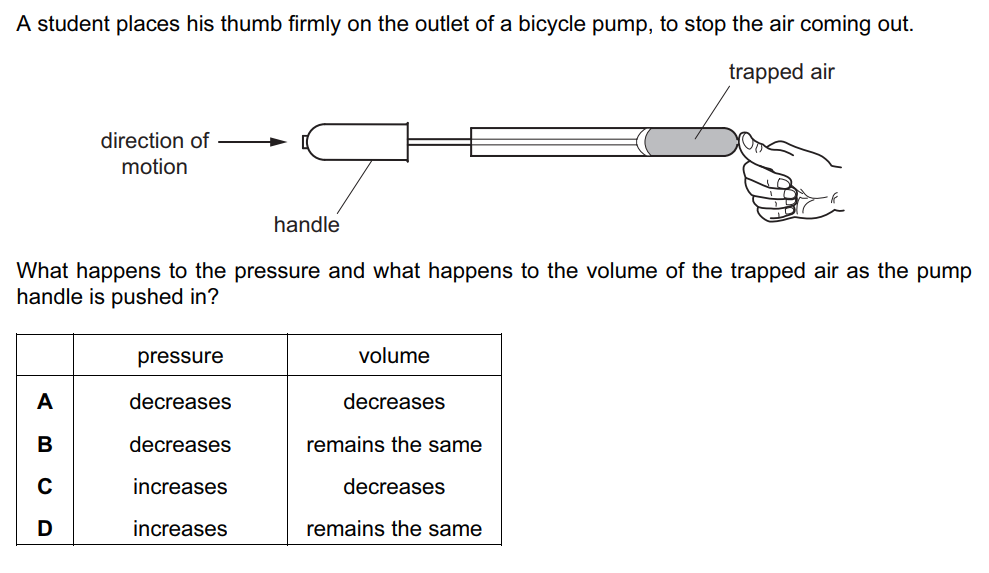 A student places his thumb firmly on the outlet of a bicycle pump, to stop the air coming out.
trapped air
direction of
motion
handle
What happens to the pressure and what happens to the volume of the trapped air as the pump
handle is pushed in?
pressure volume
A decreases decreases
B decreases remains the same
C increases decreases
D increases remains the same